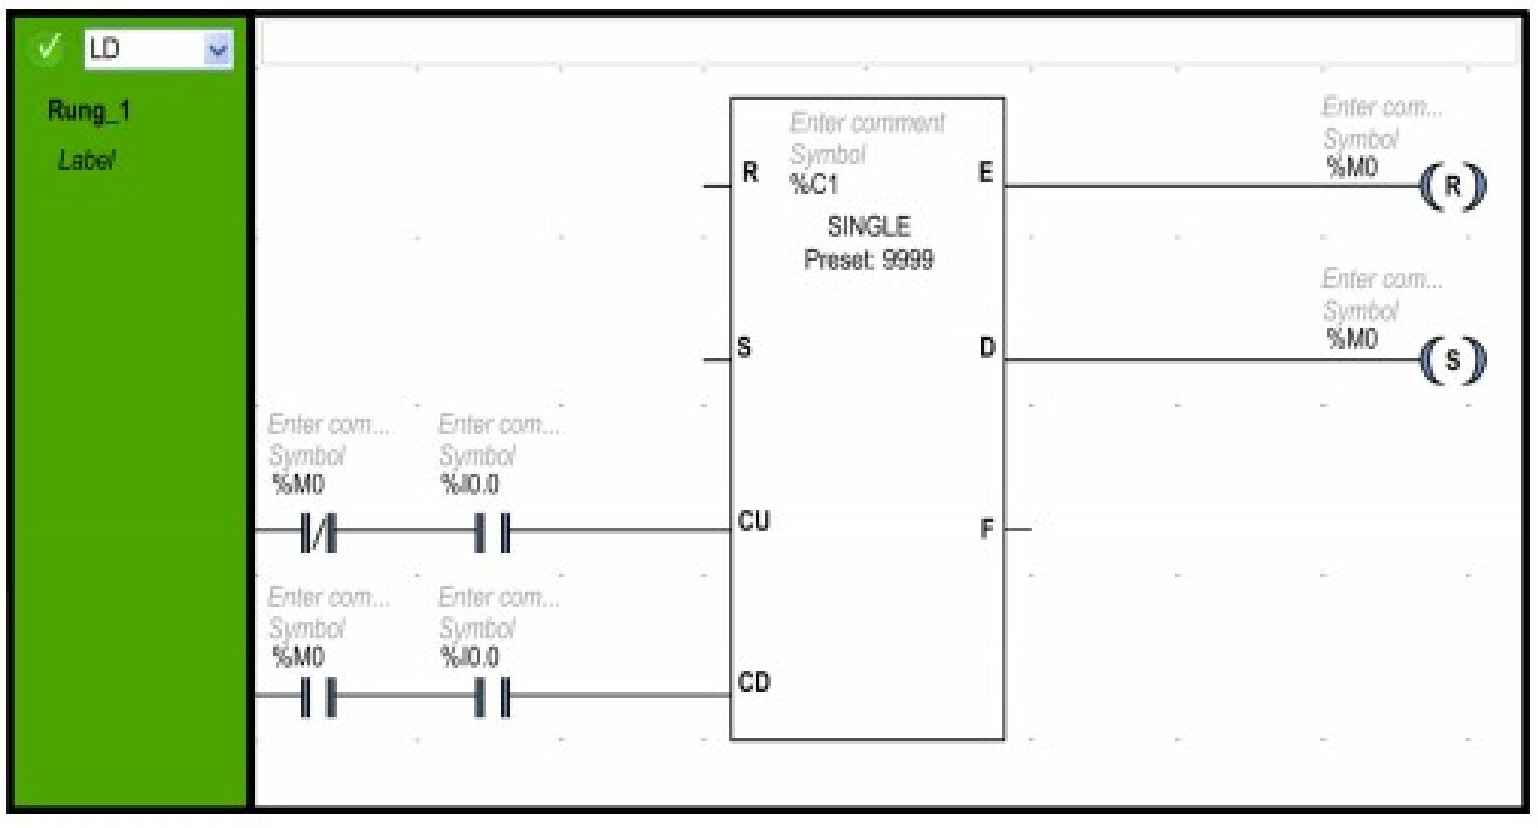 LD
Rung_1
Label
Enter comment
Symbol
%C1
SINGLE
Preset: 9999
R
S
CU
CD
E
D
F
Enter com...
Symbol
%M0
R
Enter com...
Symbol
%M0
S
Enter com...
Symbol
%M0
Enter com...
Symbol
%I0.0
Enter com...
Symbol
%M0
Enter com...
Symbol
%I0.0